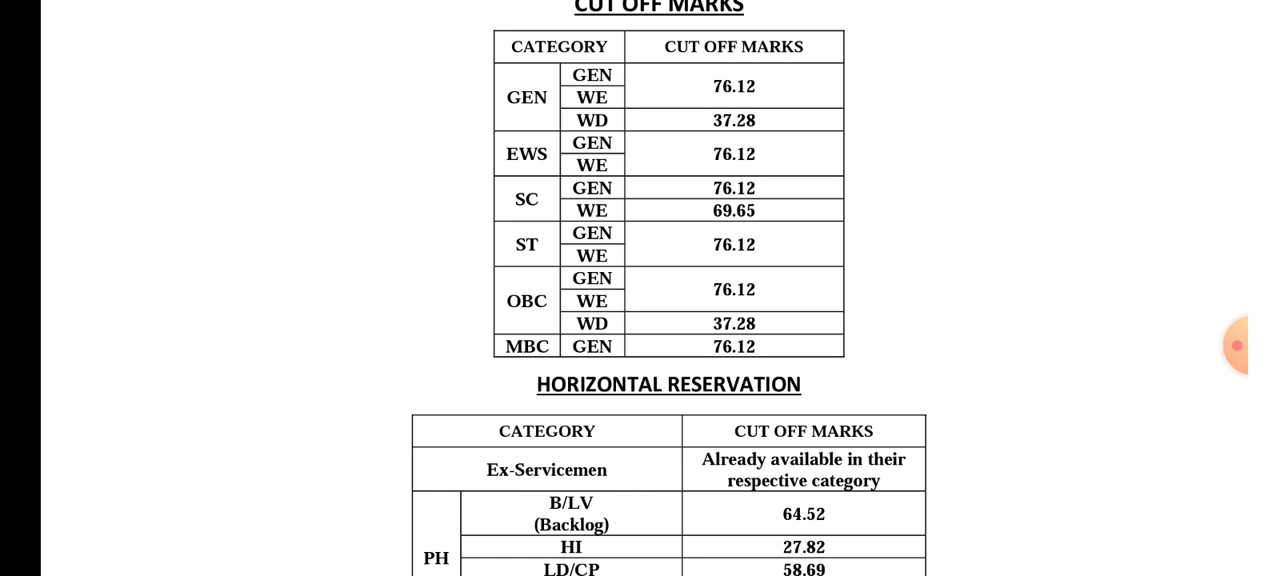 CUT OFF MARKS
CATEGORY CUT OFF MARKS
GEN GEN 76.12
WE
WD 37.28
EWS GEN 76.12
WE
SC GEN 76.12
WE 69.65
ST GEN 76.12
WE
OBC GEN 76.12
WE
WD 37.28
MBC GEN 76.12
HORIZONTAL RESERVATION
CATEGORY CUT OFF MARKS
Ex-Servicemen Already available in their
respective category
PH B/LV
(Backlog) 64.52
HI 27.82
LD/CP 58.69